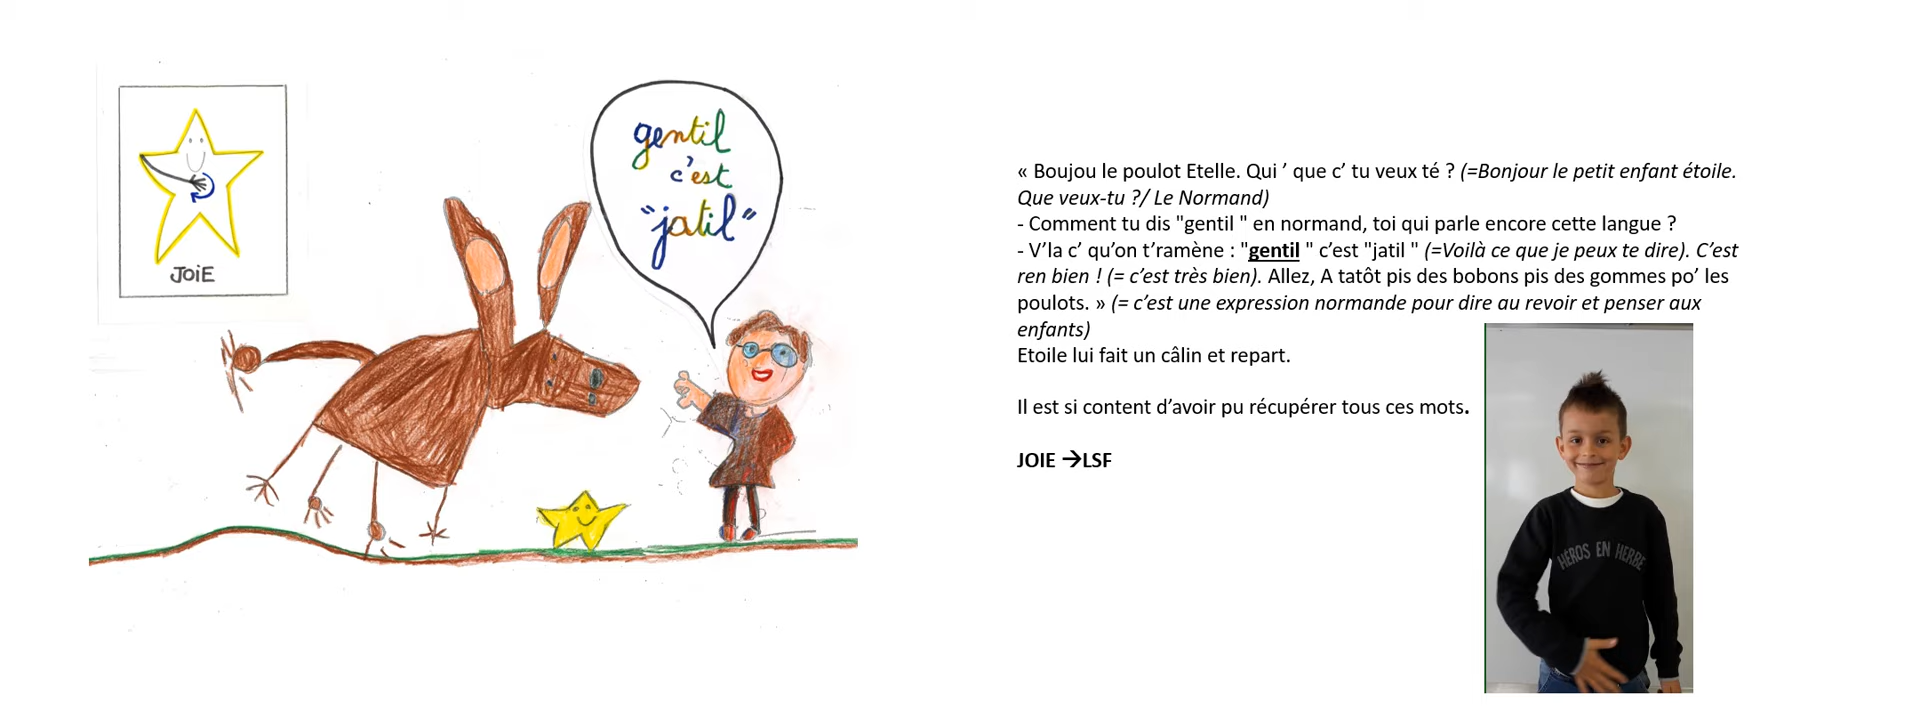 JOIE
gentil
c'est
"jatil"
« Boujou le poulot Etelle. Qui ’ que c’ tu veux té ? (=Bonjour le petit enfant étoile.
Que veux-tu ?/ Le Normand)
- Comment tu dis "gentil " en normand, toi qui parle encore cette langue ?
- V’la c’ qu’on t’ramène : "gentil " c’est "jatil " (=Voilà ce que je peux te dire). C’est
ren bien ! (= c’est très bien). Allez, A tatôt pis des bobons pis des gommes po’ les
poulots. » (= c’est une expression normande pour dire au revoir et penser aux
enfants)
Etoile lui fait un câlin et repart.
Il est si content d’avoir pu récupérer tous ces mots.
JOIE →LSF
HÉROS EN HERBE